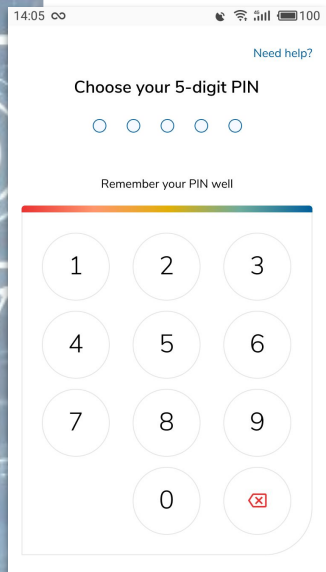 14:05 ∞ 4G 100
Need help?
Choose your 5-digit PIN
Remember your PIN well
1 2 3
4 5 6
7 8 9
0